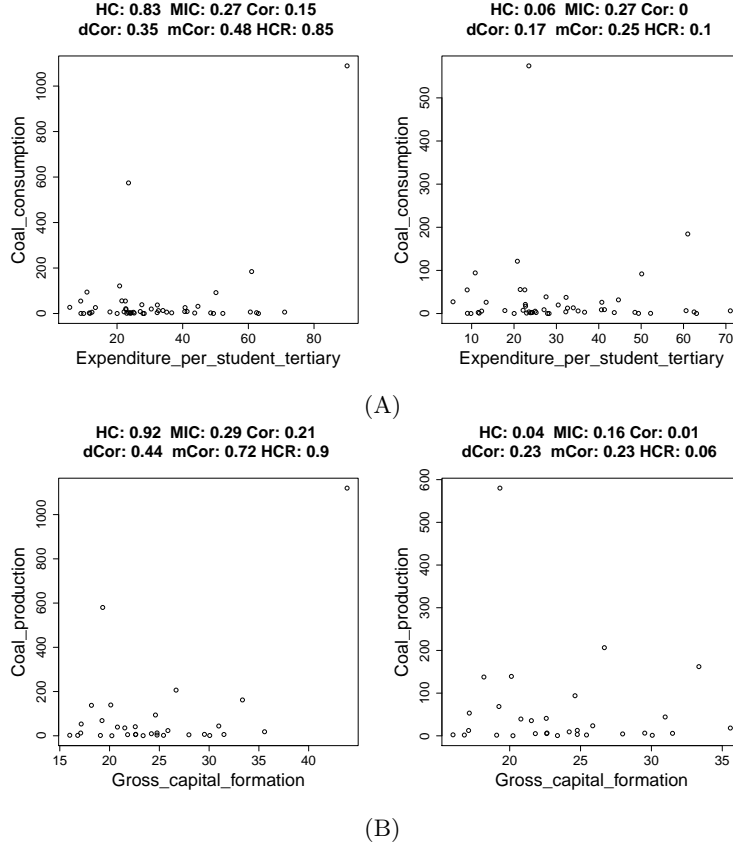 HC: 0.83 MIC: 0.27 Cor: 0.15
dCor: 0.35 mCor: 0.48 HCR: 0.85
Coal_consumption
0 200 400 600 800 1000
20 40 60 80
Expenditure_per_student_tertiary
HC: 0.06 MIC: 0.27 Cor: 0
dCor: 0.17 mCor: 0.25 HCR: 0.1
Coal_consumption
0 100 200 300 400 500
10 20 30 40 50 60 70
Expenditure_per_student_tertiary
(A)
HC: 0.92 MIC: 0.29 Cor: 0.21
dCor: 0.44 mCor: 0.72 HCR: 0.9
Coal_production
0 200 400 600 800 1000
15 20 25 30 35 40
Gross_capital_formation
HC: 0.04 MIC: 0.16 Cor: 0.01
dCor: 0.23 mCor: 0.23 HCR: 0.06
Coal_production
0 100 200 300 400 500 600
20 25 30 35
Gross_capital_formation
(B)